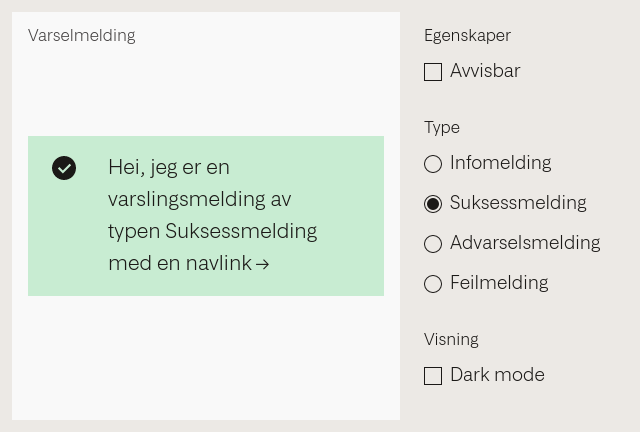 Varselmelding
Hei, jeg er en
varslingsmelding av
typen Suksessmelding
med en navlink→
Egenskaper
Avvisbar
Type
Infomelding
Suksessmelding
Advarselsmelding
Feilmelding
Visning
Dark mode